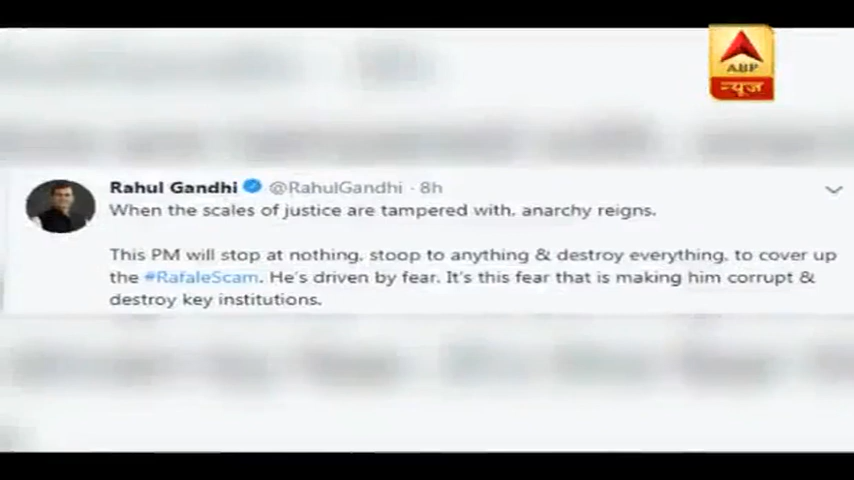 ABP
न्यूज़
Rahul Gandhi @RahulGandhi · 8h
When the scales of justice are tampered with, anarchy reigns.
This PM will stop at nothing, stoop to anything & destroy everything, to cover up
the #RafaleScam. He's driven by fear. It's this fear that is making him corrupt &
destroy key institutions.